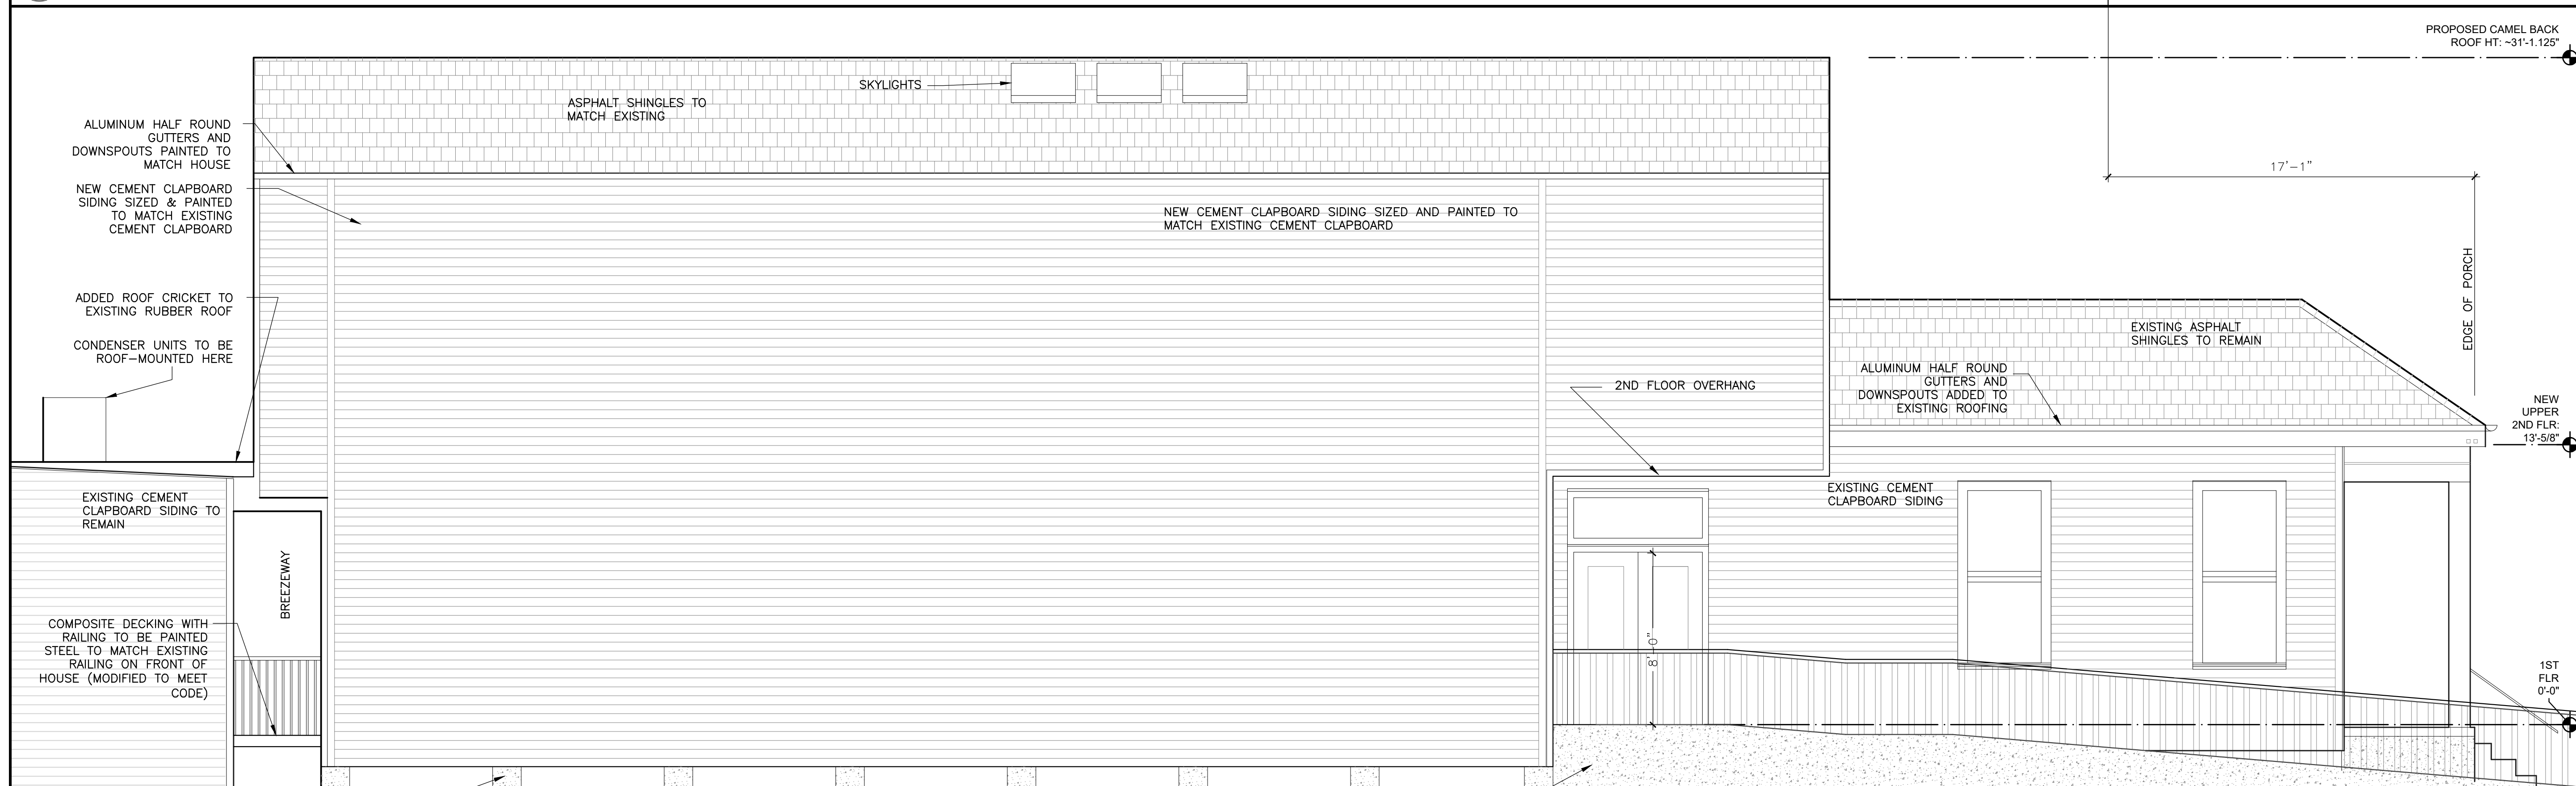 PROPOSED CAMEL BACK
ROOF HT: ~31'-1.125"
SKYLIGHTS
ASPHALT SHINGLES TO
MATCH EXISTING
ALUMINUM HALF ROUND
GUTTERS AND
DOWNSPOUTS PAINTED TO
MATCH HOUSE
17'-1"
NEW CEMENT CLAPBOARD
SIDING SIZED & PAINTED
TO MATCH EXISTING
CEMENT CLAPBOARD
NEW CEMENT CLAPBOARD SIDING SIZED AND PAINTED TO
MATCH EXISTING CEMENT CLAPBOARD
EDGE OF PORCH
ADDED ROOF CRICKET TO
EXISTING RUBBER ROOF
CONDENSER UNITS TO BE
ROOF-MOUNTED HERE
EXISTING ASPHALT
SHINGLES TO REMAIN
2ND FLOOR OVERHANG
ALUMINUM HALF ROUND
GUTTERS AND
DOWNSPOUTS ADDED TO
EXISTING ROOFING
NEW
UPPER
2ND FLR:
13'-5/8"
EXISTING CEMENT
CLAPBOARD SIDING TO
REMAIN
EXISTING CEMENT
CLAPBOARD SIDING
BREEZEWAY
COMPOSITE DECKING WITH
RAILING TO BE PAINTED
STEEL TO MATCH EXISTING
RAILING ON FRONT OF
HOUSE (MODIFIED TO MEET
CODE)
8'-0"
1ST
FLR
0'-0"